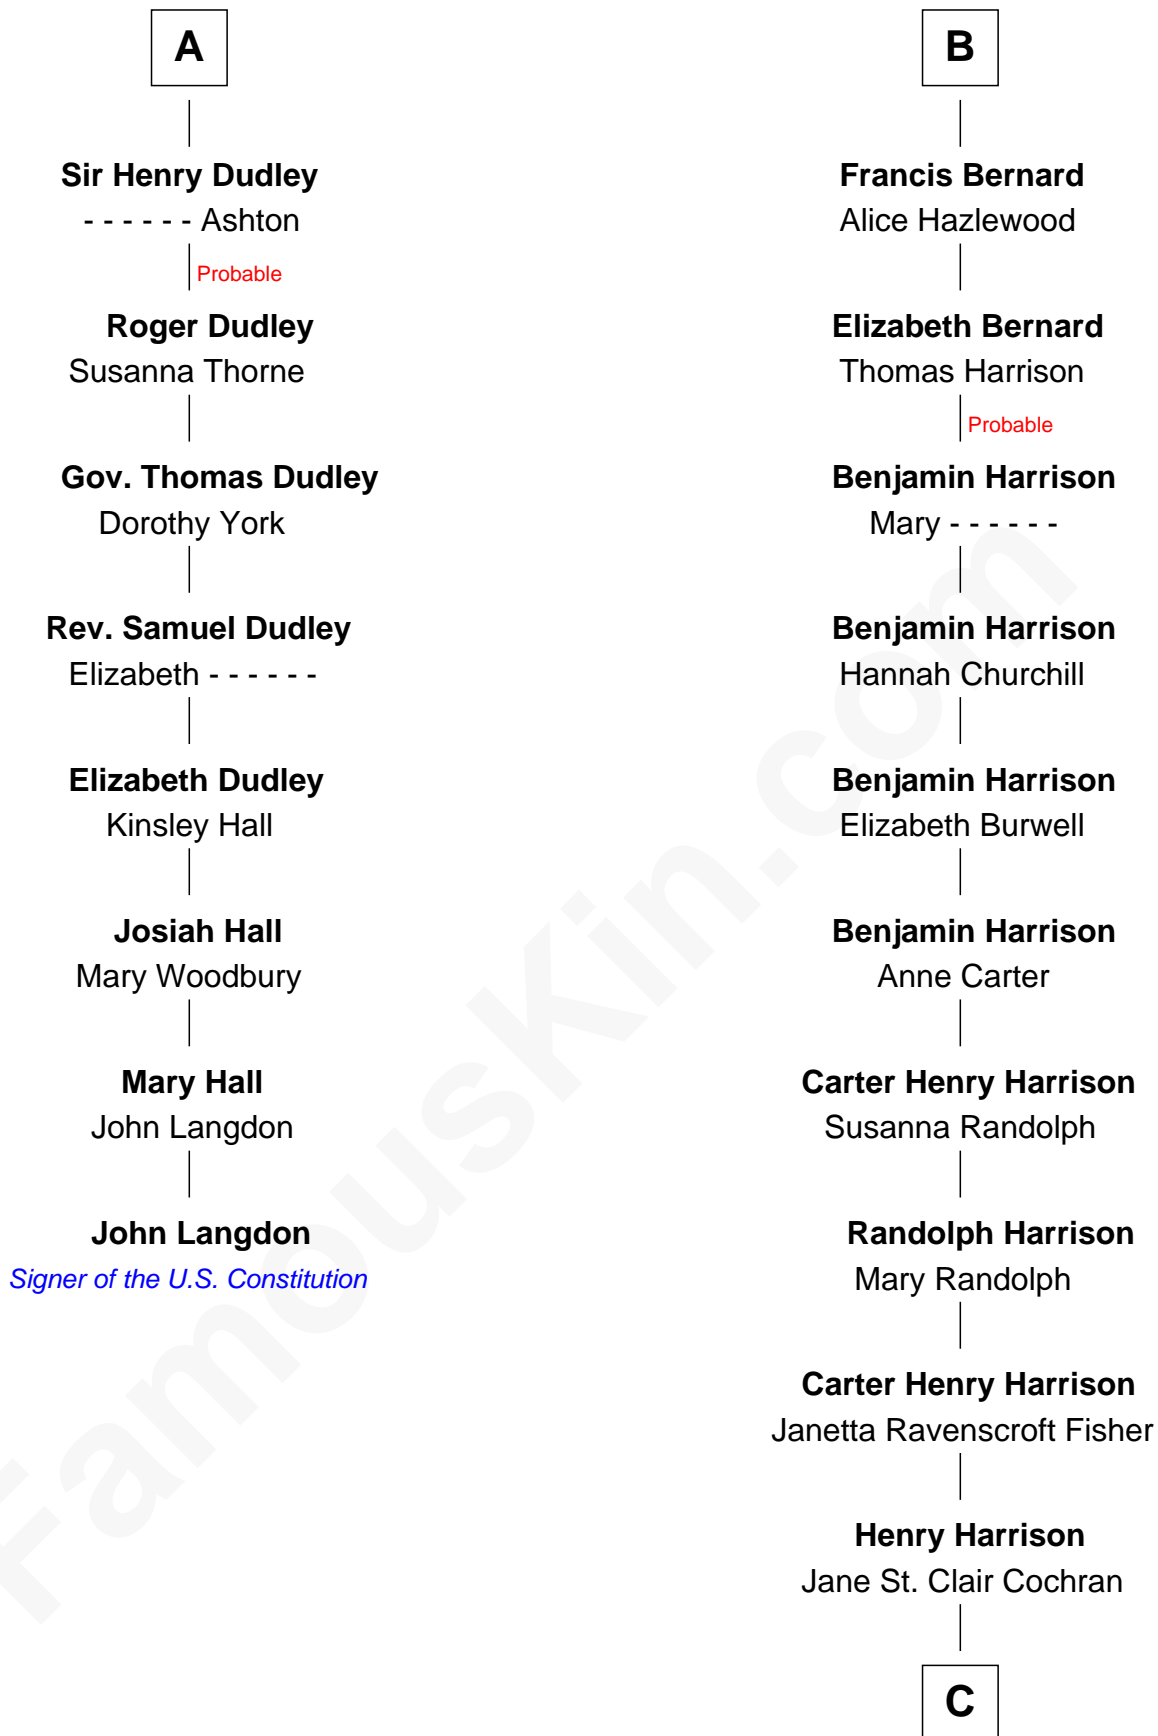 A
Sir Henry Dudley
- - - - - - Ashton
Probable
Roger Dudley
Susanna Thorne
Gov. Thomas Dudley
Dorothy York
Rev. Samuel Dudley
Elizabeth - - - - - -
Elizabeth Dudley
Kinsley Hall
Josiah Hall
Mary Woodbury
Mary Hall
John Langdon
John Langdon
Signer of the U.S. Constitution
B
Francis Bernard
Alice Hazlewood
Elizabeth Bernard
Thomas Harrison
Probable
Benjamin Harrison
Mary - - - - - -
Benjamin Harrison
Hannah Churchill
Benjamin Harrison
Elizabeth Burwell
Benjamin Harrison
Anne Carter
Carter Henry Harrison
Susanna Randolph
Randolph Harrison
Mary Randolph
Carter Henry Harrison
Janetta Ravenscroft Fisher
Henry Harrison
Jane St. Clair Cochran
C
FamousKin.com